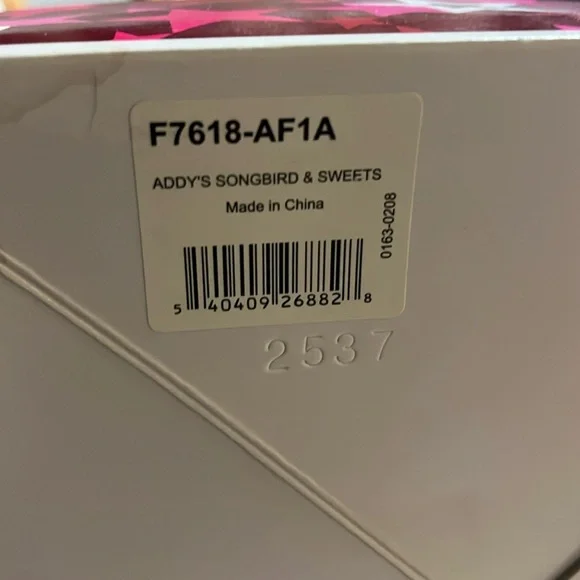 F7618-AF1A
ADDY'S SONGBIRD & SWEETS
Made in China
0163-0208
5 40409 26882 8
2537